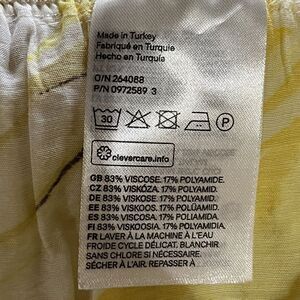 Made in Turkey
Fabriqué en Turquie
Hecho en Turquía
O/N 264088
P/N 0972589 3
30
P
clevercare.info
GB 83% VISCOSE. 17% POLYAMIDE.
CZ 83% VISKÓZA. 17% POLYAMID.
DE 83% VISKOSE. 17% POLYAMID.
EE 83% VISKOOS. 17% POLÜAMIID.
ES 83% VISCOSA. 17% POLIAMIDA.
FI 83% VISKOOSIA. 17% POLYAMIDIA.
FR LAVER À LA MACHINE À L'EAU
FROIDE CYCLE DÉLICAT. BLANCHIR
SANS CHLORE SI NÉCESSAIRE.
SÉCHER À L'AIR. REPASSER À